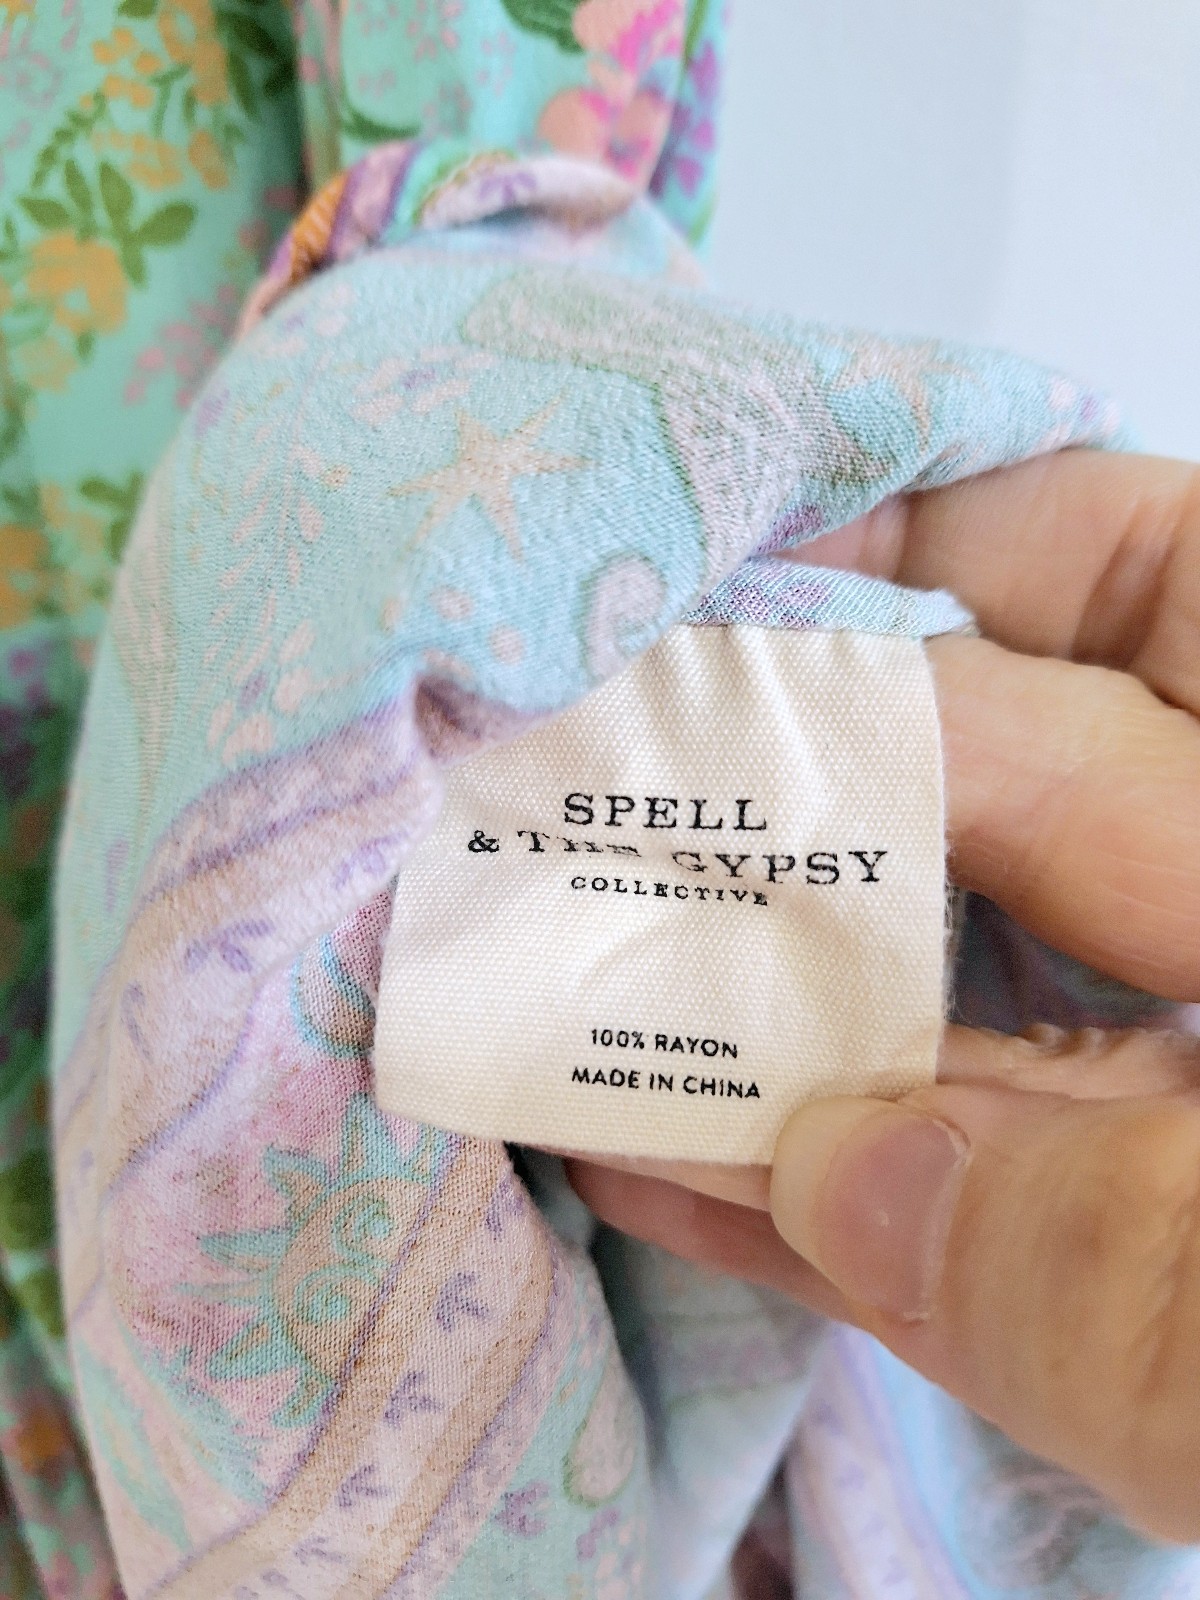 SPELL
& THE GYPSY
COLLECTIVE
100% RAYON
MADE IN CHINA